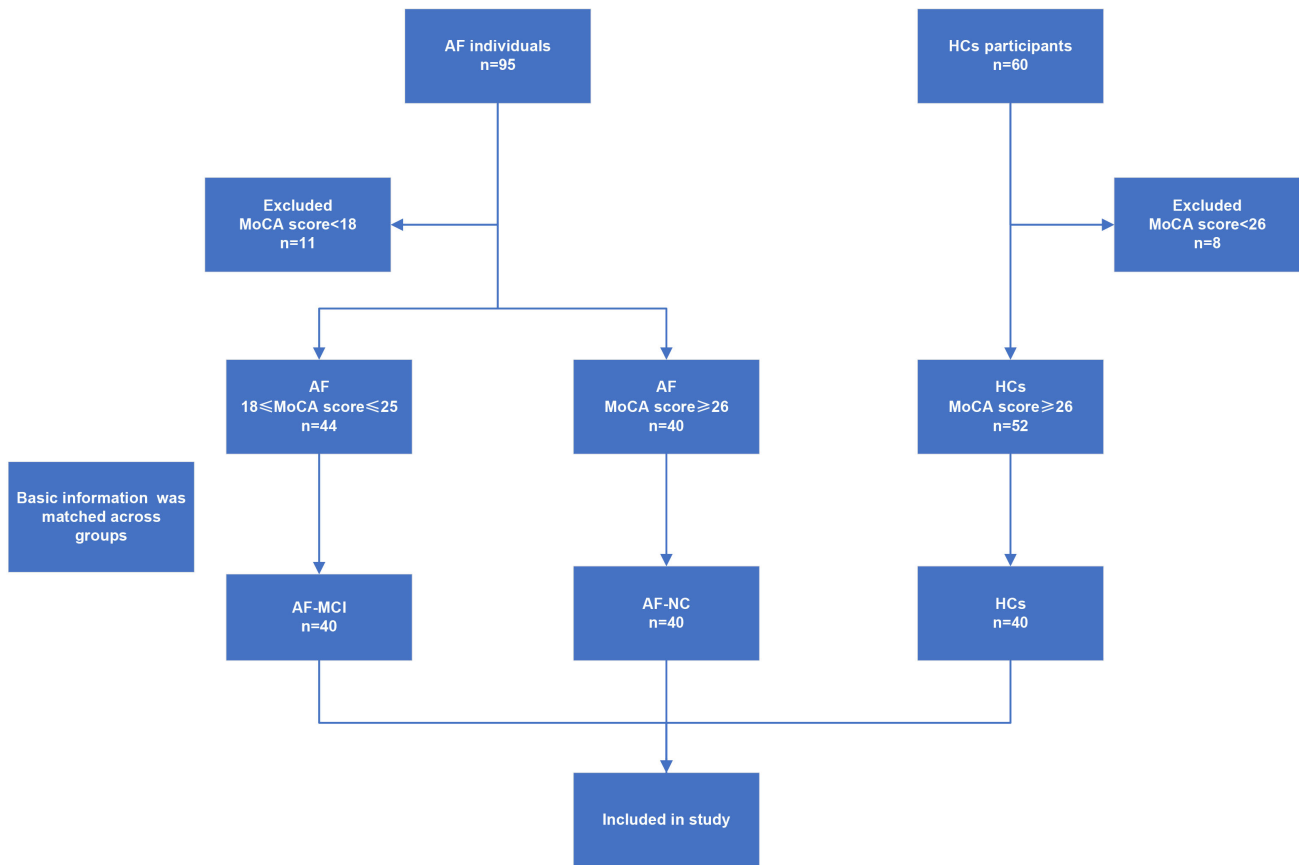 AF individuals
n=95
HCs participants
n=60
Excluded
MoCA score<18
n=11
Excluded
MoCA score<26
n=8
AF
18≤MoCA score≤25
n=44
AF
MoCA score≥26
n=40
HCs
MoCA score≥26
n=52
Basic information was
matched across
groups
AF-MCI
n=40
AF-NC
n=40
HCs
n=40
Included in study